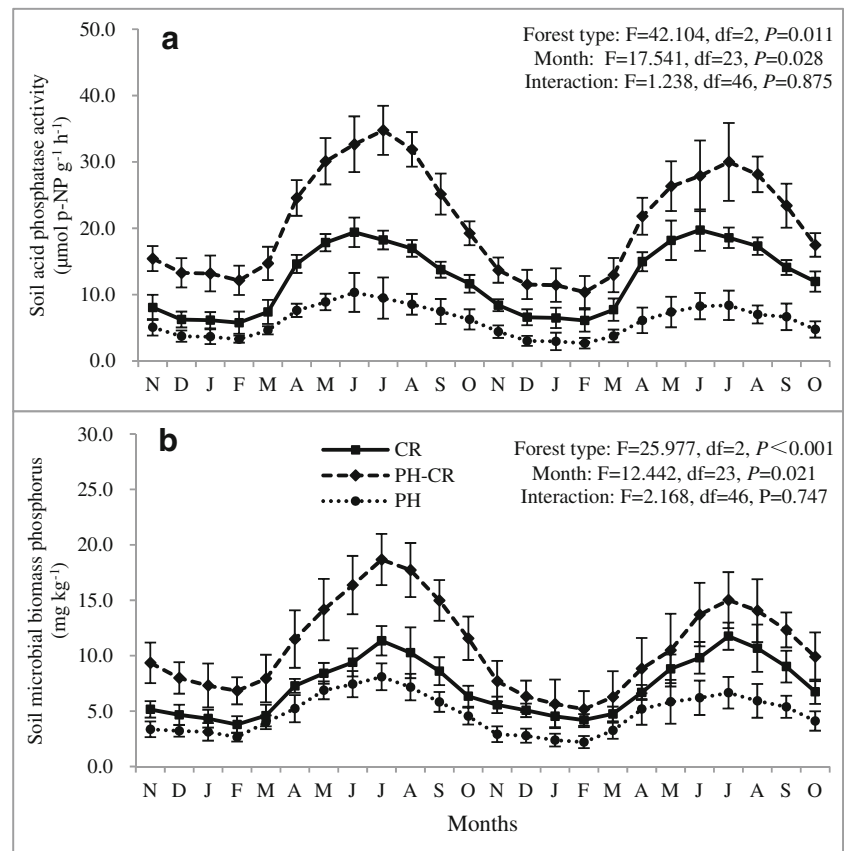 a
Forest type: F=42.104, df=2, P=0.011
Month: F=17.541, df=23, P=0.028
Interaction: F=1.238, df=46, P=0.875
Soil acid phosphatase activity
(μmol p-NP g⁻¹ h⁻¹)
50.0
40.0
30.0
20.0
10.0
0.0
N D J F M A M J J A S O N D J F M A M J J A S O
b
CR
PH-CR
PH
Forest type: F=25.977, df=2, P<0.001
Month: F=12.442, df=23, P=0.021
Interaction: F=2.168, df=46, P=0.747
Soil microbial biomass phosphorus
(mg kg⁻¹)
30.0
25.0
20.0
15.0
10.0
5.0
0.0
N D J F M A M J J A S O N D J F M A M J J A S O
Months